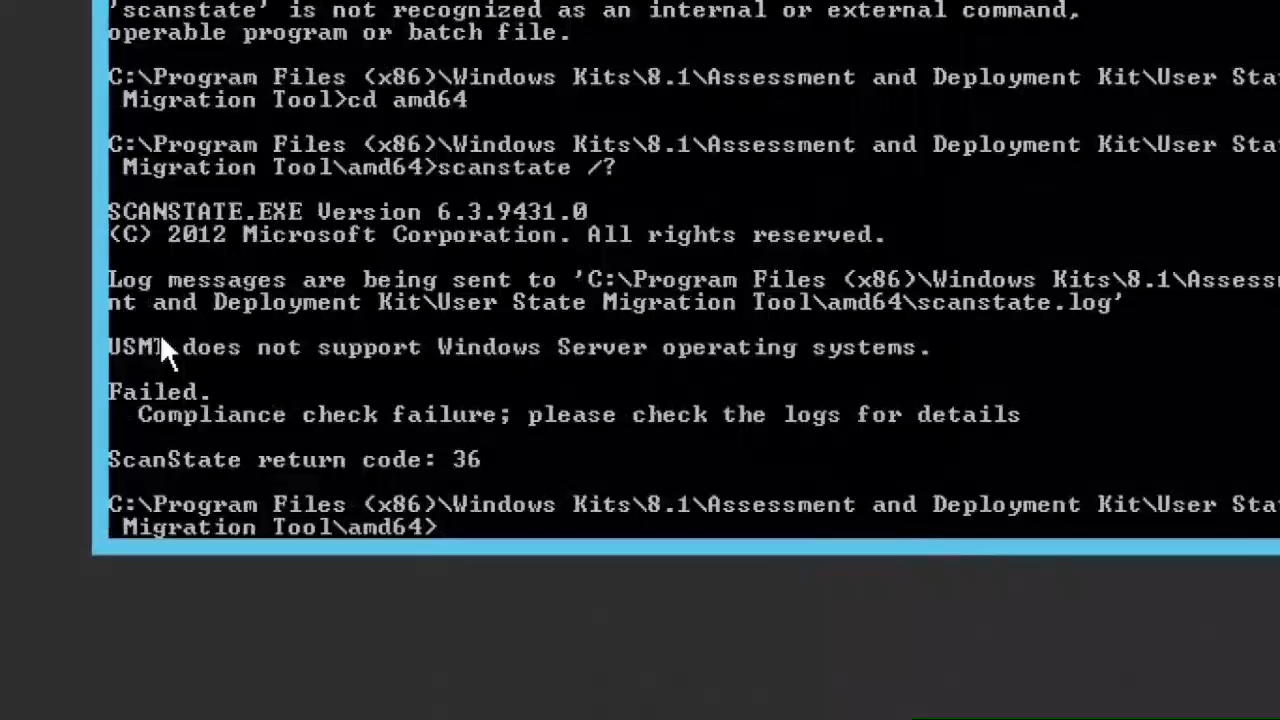 'scanstate' is not recognized as an internal or external command,
operable program or batch file.
C:\Program Files (x86)\Windows Kits\8.1\Assessment and Deployment Kit\User Sta
Migration Tool>cd amd64
C:\Program Files (x86)\Windows Kits\8.1\Assessment and Deployment Kit\User Sta
Migration Tool\amd64>scanstate /?
SCANSTATE.EXE Version 6.3.9431.0
(C) 2012 Microsoft Corporation. All rights reserved.
Log messages are being sent to 'C:\Program Files (x86)\Windows Kits\8.1\Assess
nt and Deployment Kit\User State Migration Tool\amd64\scanstate.log'
USMT does not support Windows Server operating systems.
Failed.
Compliance check failure; please check the logs for details
ScanState return code: 36
C:\Program Files (x86)\Windows Kits\8.1\Assessment and Deployment Kit\User Sta
Migration Tool\amd64>